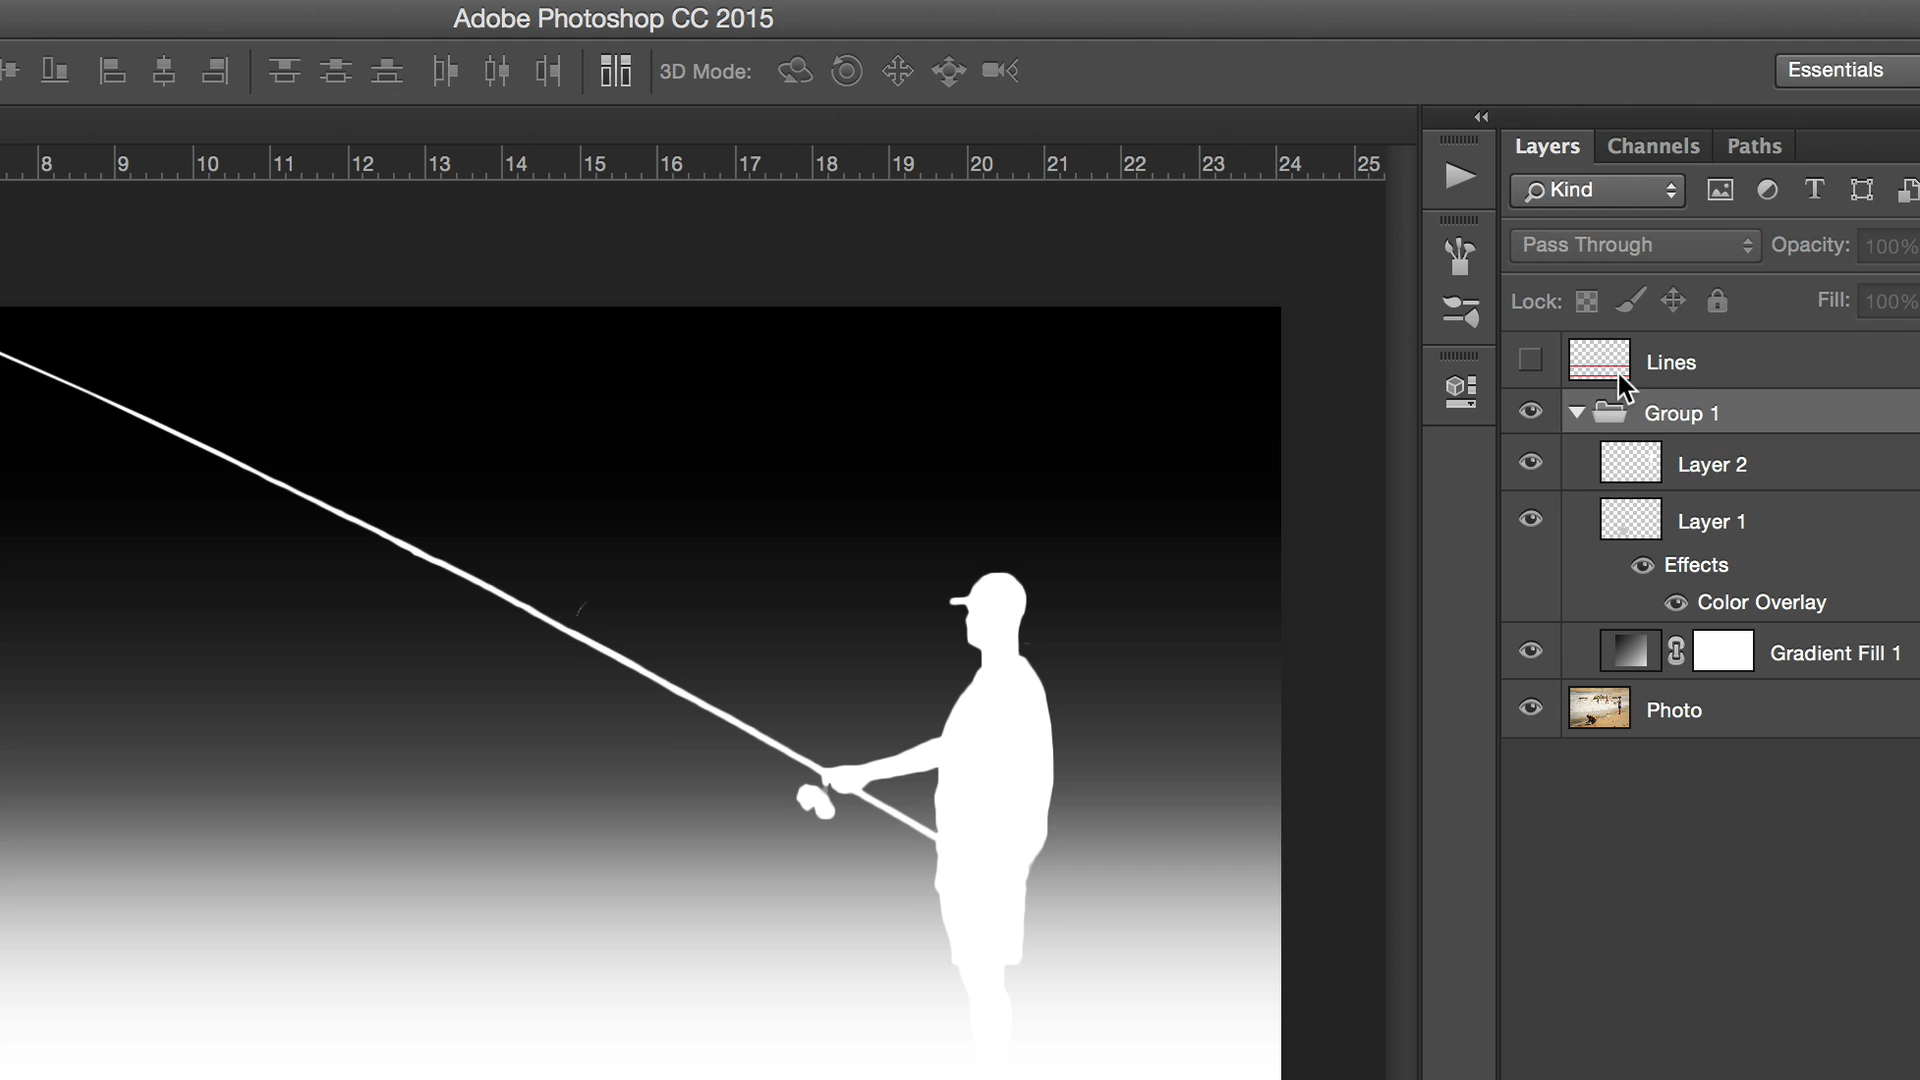 Adobe Photoshop CC 2015
3D Mode:
Essentials
8 9 10 11 12 13 14 15 16 17 18 19 20 21 22 23 24 25
Layers Channels Paths
Kind
Pass Through Opacity: 100%
Lock: Fill: 100%
Lines
Group 1
Layer 2
Layer 1
Effects
Color Overlay
Gradient Fill 1
Photo